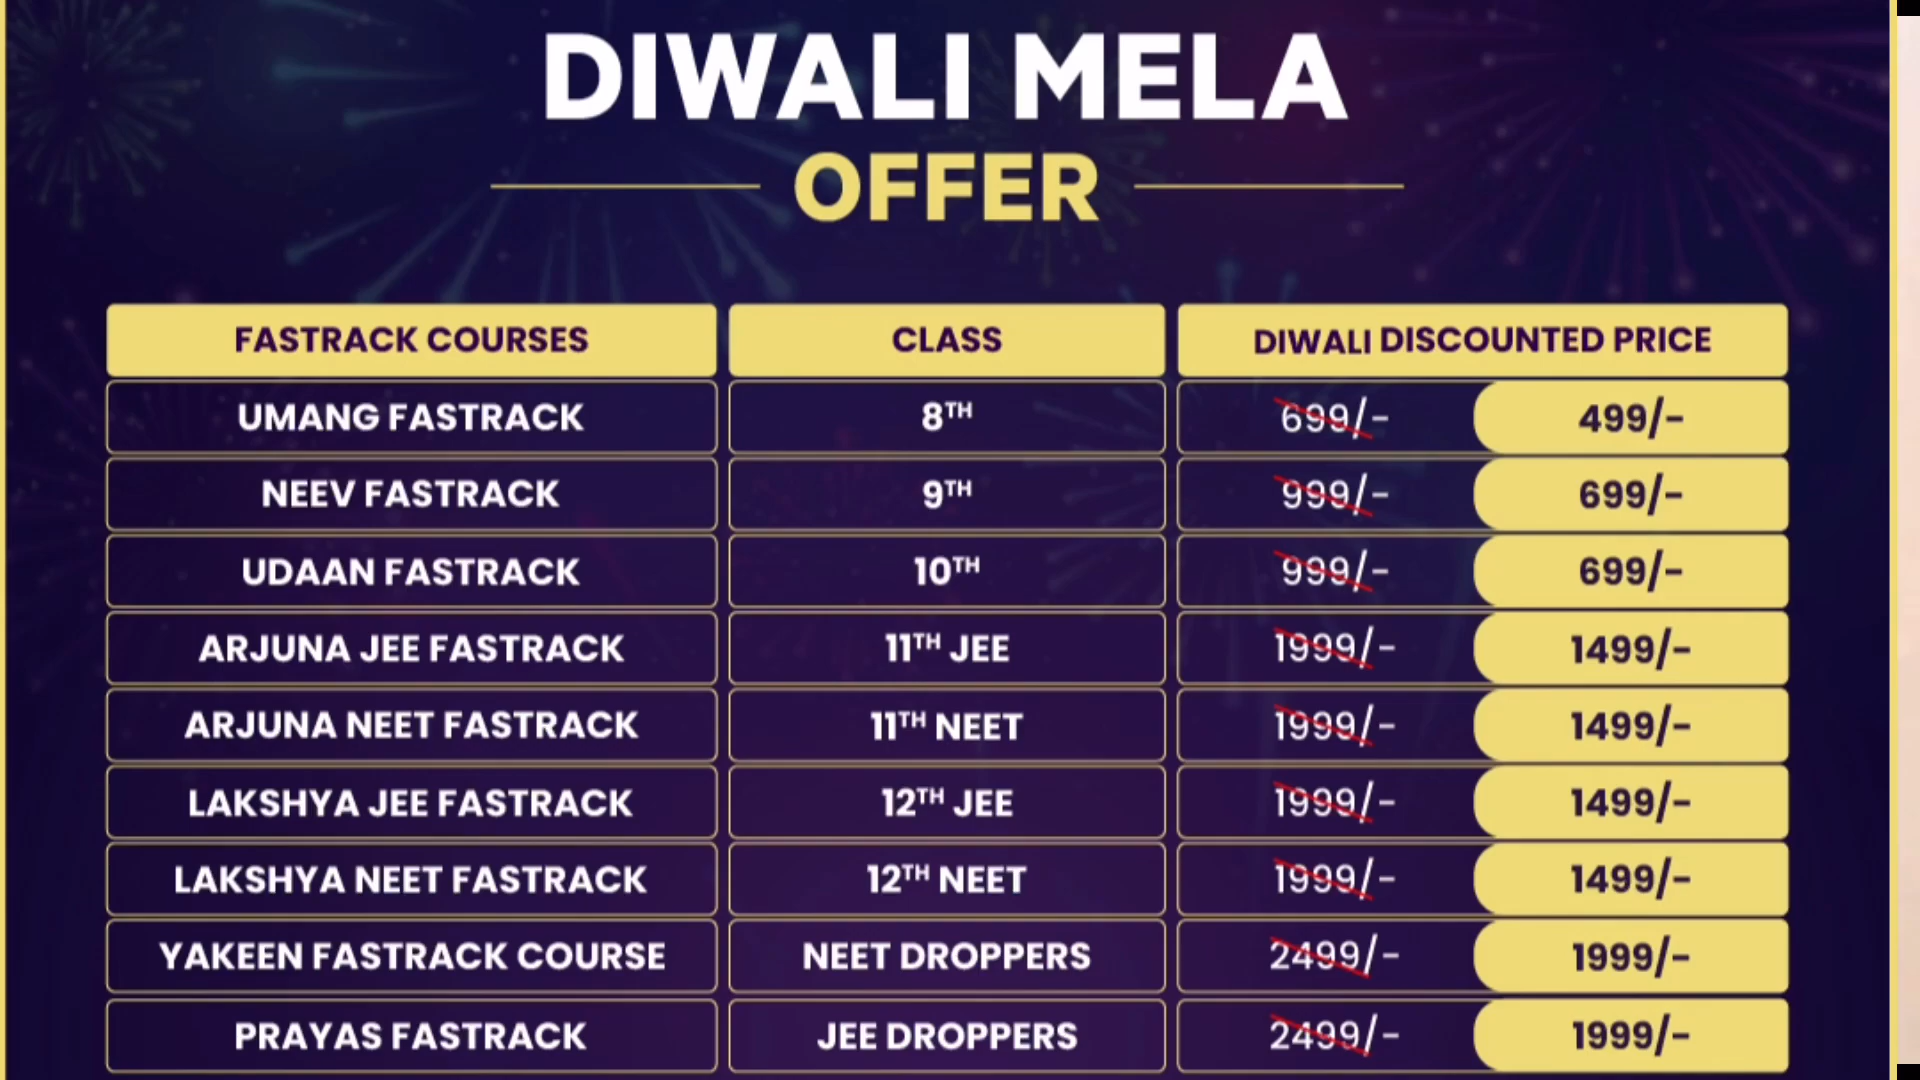 DIWALI MELA
OFFER
FASTRACK COURSES CLASS DIWALI DISCOUNTED PRICE
UMANG FASTRACK 8TH 699/- 499/-
NEEV FASTRACK 9TH 999/- 699/-
UDAAN FASTRACK 10TH 999/- 699/-
ARJUNA JEE FASTRACK 11TH JEE 1999/- 1499/-
ARJUNA NEET FASTRACK 11TH NEET 1999/- 1499/-
LAKSHYA JEE FASTRACK 12TH JEE 1999/- 1499/-
LAKSHYA NEET FASTRACK 12TH NEET 1999/- 1499/-
YAKEEN FASTRACK COURSE NEET DROPPERS 2499/- 1999/-
PRAYAS FASTRACK JEE DROPPERS 2499/- 1999/-